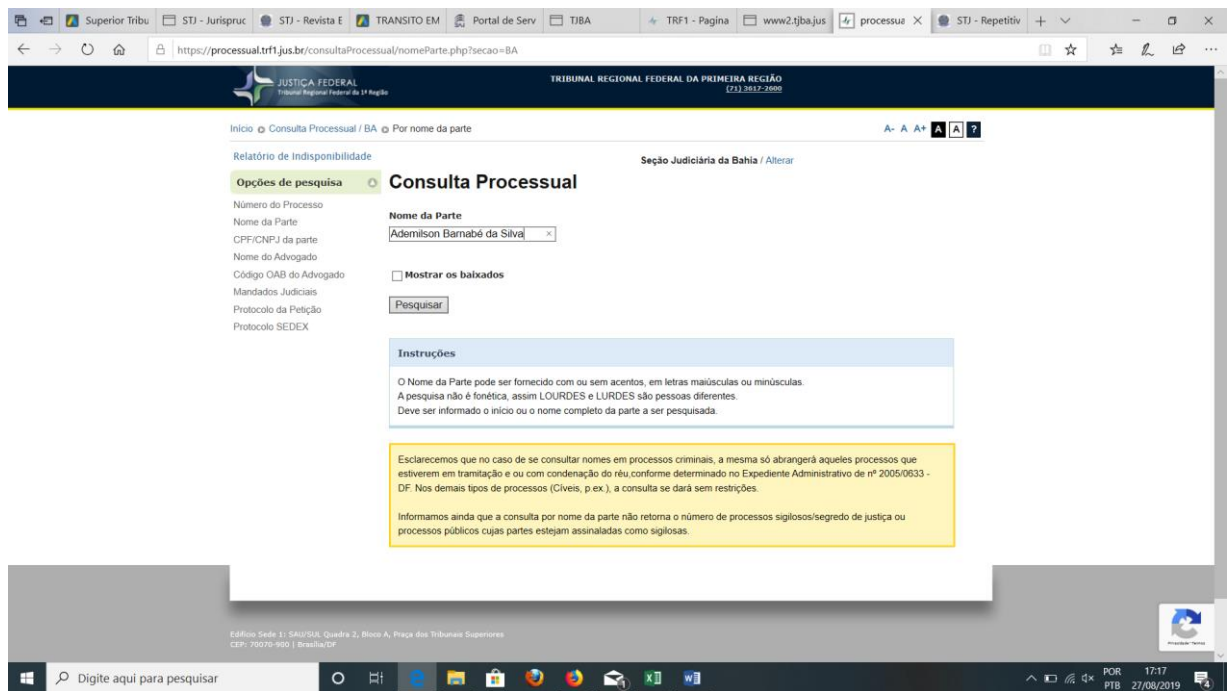 Superior Tribu
STJ - Jurispruc
STJ - Revista E
TRANSITO EM
Portal de Serv
TJBA
TRF1 - Pagina
www2.tjba.jus
processua
STJ - Repetitiv
https://processual.trf1.jus.br/consultaProcessual/nomeParte.php?secao=BA
JUSTIÇA FEDERAL
Tribunal Regional Federal da 1ª Região
TRIBUNAL REGIONAL FEDERAL DA PRIMEIRA REGIÃO
(71) 3617-2600
Início Consulta Processual / BA Por nome da parte
A- A A+ A A ?
Relatório de Indisponibilidade
Seção Judiciária da Bahia / Alterar
Opções de pesquisa
Número do Processo
Nome da Parte
CPF/CNPJ da parte
Nome do Advogado
Código OAB do Advogado
Mandados Judiciais
Protocolo da Petição
Protocolo SEDEX
Consulta Processual
Nome da Parte
Ademilson Barnabé da Silva
Mostrar os baixados
Pesquisar
Instruções
O Nome da Parte pode ser fornecido com ou sem acentos, em letras maiúsculas ou minúsculas.
A pesquisa não é fonética, assim LOURDES e LURDES são pessoas diferentes.
Deve ser informado o início ou o nome completo da parte a ser pesquisada.
Esclarecemos que no caso de se consultar nomes em processos criminais, a mesma só abrangerá aqueles processos que
estiverem em tramitação e ou com condenação do réu,conforme determinado no Expediente Administrativo de nº 2005/0633 -
DF. Nos demais tipos de processos (Cíveis, p.ex.), a consulta se dará sem restrições.
Informamos ainda que a consulta por nome da parte não retorna o número de processos sigilosos/segredo de justiça ou
processos públicos cujas partes estejam assinaladas como sigilosas.
Edifício Sede 1: SAU/SUL Quadra 2, Bloco A, Praça dos Tribunais Superiores
CEP: 70070-900 | Brasília/DF
Digite aqui para pesquisar
POR
PTB
17:17
27/08/2019